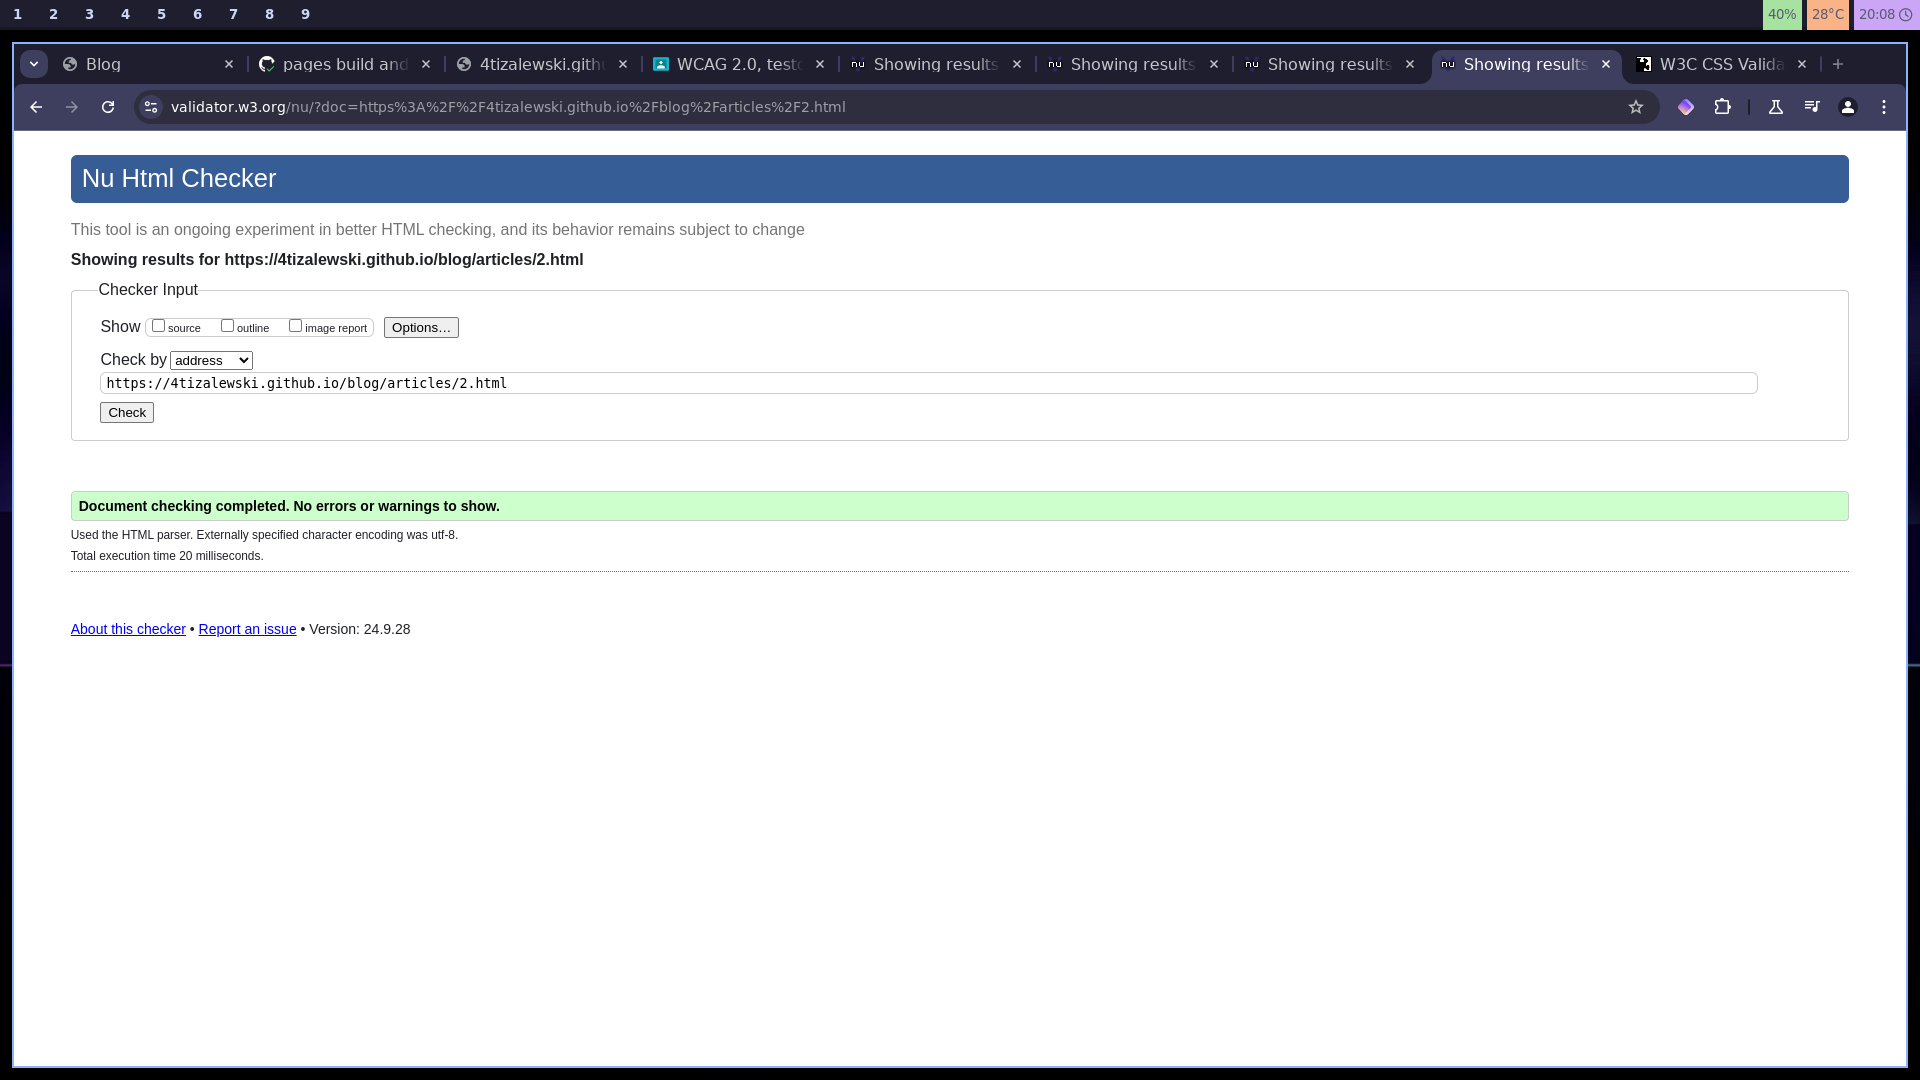 1 2 3 4 5 6 7 8 9 40% 28°C 20:08
Blog pages build and 4tizalewski.gith WCAG 2.0, test nu Showing results nu Showing results nu Showing results nu Showing results W3C CSS Valida
validator.w3.org/nu/?doc=https%3A%2F%2F4tizalewski.github.io%2Fblog%2Farticles%2F2.html
Nu Html Checker
This tool is an ongoing experiment in better HTML checking, and its behavior remains subject to change
Showing results for https://4tizalewski.github.io/blog/articles/2.html
Checker Input
Show source outline image report Options...
Check by address
https://4tizalewski.github.io/blog/articles/2.html
Check
Document checking completed. No errors or warnings to show.
Used the HTML parser. Externally specified character encoding was utf-8.
Total execution time 20 milliseconds.
About this checker • Report an issue • Version: 24.9.28